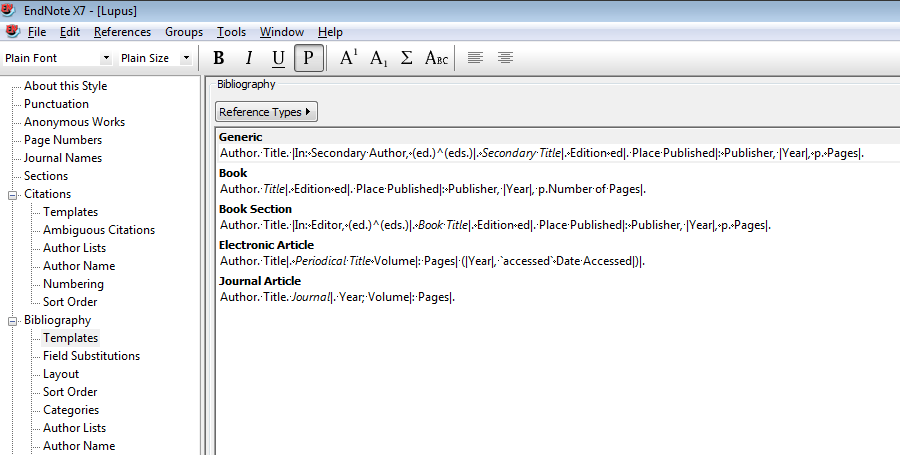 EndNote X7 - [Lupus]
File Edit References Groups Tools Window Help
Plain Font Plain Size B I U P A¹ A₁ Σ ABC
About this Style
Punctuation
Anonymous Works
Page Numbers
Journal Names
Sections
Citations
Templates
Ambiguous Citations
Author Lists
Author Name
Numbering
Sort Order
Bibliography
Templates
Field Substitutions
Layout
Sort Order
Categories
Author Lists
Author Name
Bibliography
Reference Types
Generic
Author.·Title.·|In:◊Secondary Author,◊(ed.)^(eds.)|.◊Secondary Title|.◊Edition◊ed|.·Place Published|:◊Publisher,·|Year|,◊p.◊Pages|.
Book
Author.·Title|.◊Edition◊ed|.·Place Published|:◊Publisher,·|Year|,·p.Number of Pages|.
Book Section
Author.·Title.·|In:◊Editor,◊(ed.)^(eds.)|.◊Book Title|.◊Edition◊ed|.·Place Published|:◊Publisher,·|Year|,◊p.◊Pages|.
Electronic Article
Author.·Title|.◊Periodical Title◊Volume|:·Pages|·(|Year|,·`accessed`◊Date Accessed|)|.
Journal Article
Author.·Title.·Journal|.·Year;·Volume|:·Pages|.